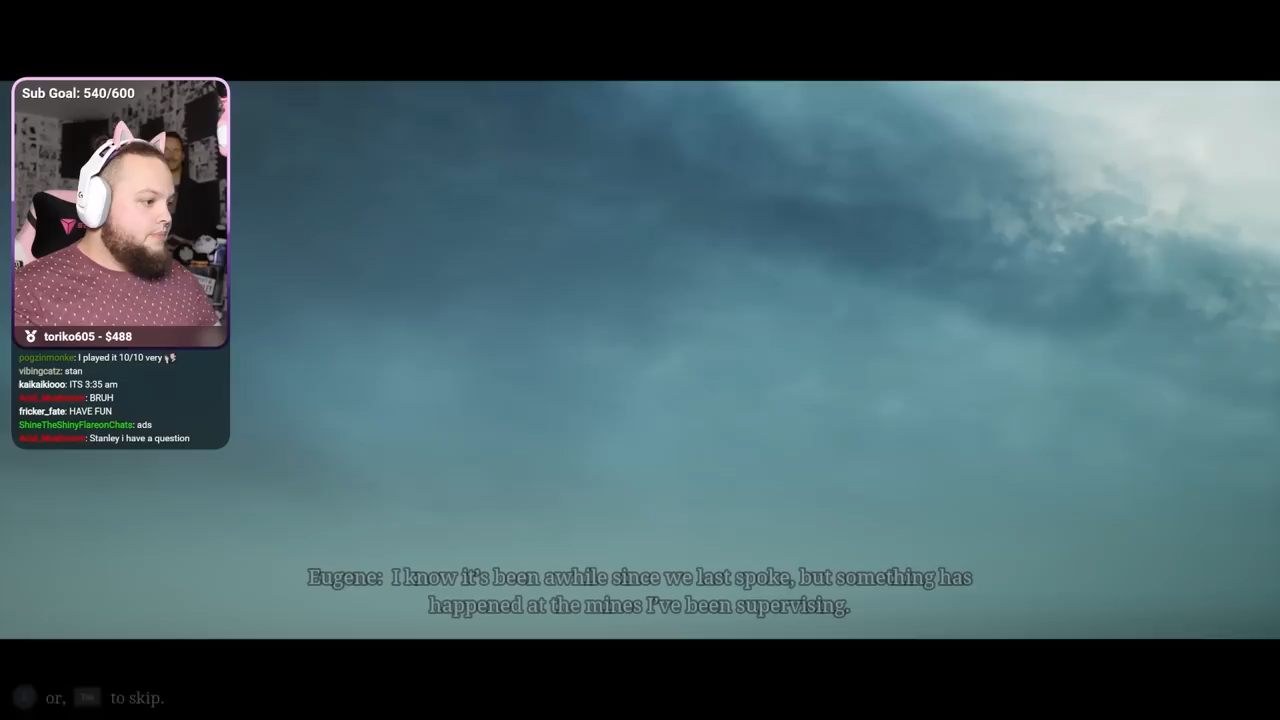 Sub Goal: 540/600
toriko605 - $488
pogzinmonke: I played it 10/10 very
vibingcatz: stan
kaikaikiooo: ITS 3:35 am
: BRUH
fricker_fate: HAVE FUN
ShineTheShinyFlareonChats: ads
: Stanley i have a question
Eugene: I know it's been awhile since we last spoke, but something has
happened at the mines I've been supervising.
or, to skip.